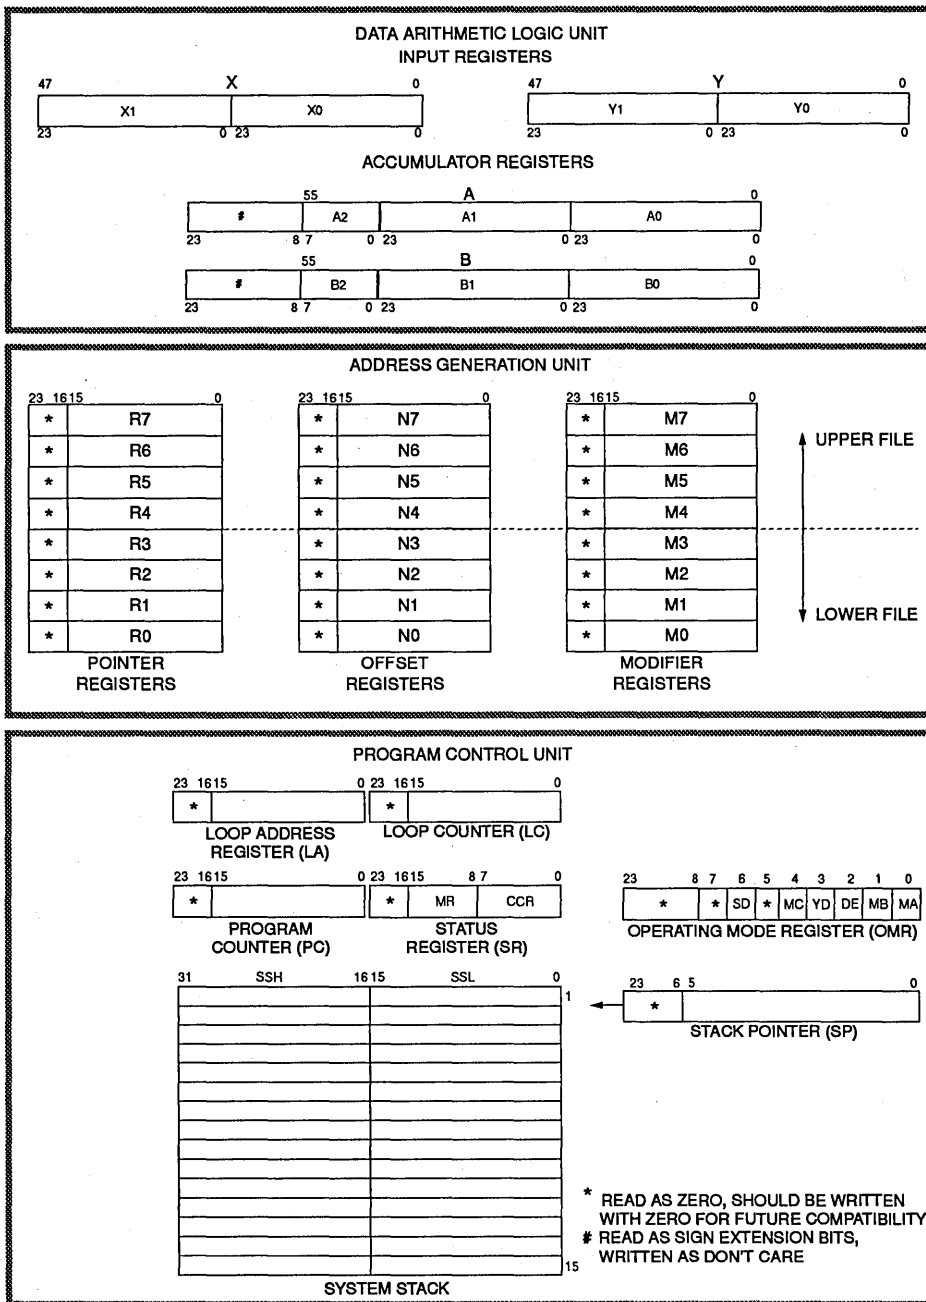 DATA ARITHMETIC LOGIC UNIT
INPUT REGISTERS
47 X 0 47 Y 0
X1 X0 Y1 Y0
23 0 23 0 23 0 23 0
ACCUMULATOR REGISTERS
55 A 0
# A2 A1 A0
23 8 7 0 23 0 23 0
55 B 0
# B2 B1 B0
23 8 7 0 23 0 23 0
ADDRESS GENERATION UNIT
23 16 15 0 23 16 15 0 23 16 15 0
* R7 * N7 * M7
* R6 * N6 * M6 UPPER FILE
* R5 * N5 * M5
* R4 * N4 * M4
* R3 * N3 * M3
* R2 * N2 * M2
* R1 * N1 * M1 LOWER FILE
* R0 * N0 * M0
POINTER REGISTERS OFFSET REGISTERS MODIFIER REGISTERS
PROGRAM CONTROL UNIT
23 16 15 0 23 16 15 0
* *
LOOP ADDRESS REGISTER (LA) LOOP COUNTER (LC)
23 16 15 0 23 16 15 8 7 0 23 8 7 6 5 4 3 2 1 0
* * MR CCR * * SD * MC YD DE MB MA
PROGRAM COUNTER (PC) STATUS REGISTER (SR) OPERATING MODE REGISTER (OMR)
31 SSH 16 15 SSL 0 23 6 5 0
1 *
STACK POINTER (SP)
* READ AS ZERO, SHOULD BE WRITTEN
WITH ZERO FOR FUTURE COMPATIBILITY
# READ AS SIGN EXTENSION BITS,
WRITTEN AS DON'T CARE
15
SYSTEM STACK